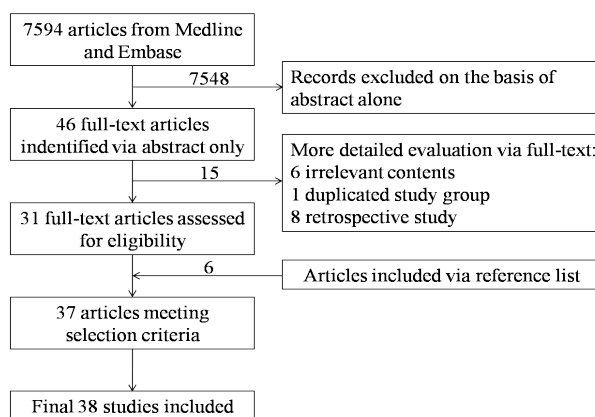 7594 articles from Medline
and Embase
7548
Records excluded on the basis of
abstract alone
46 full-text articles
indentified via abstract only
15
More detailed evaluation via full-text:
6 irrelevant contents
1 duplicated study group
8 retrospective study
31 full-text articles assessed
for eligibility
6
Articles included via reference list
37 articles meeting
selection criteria
Final 38 studies included